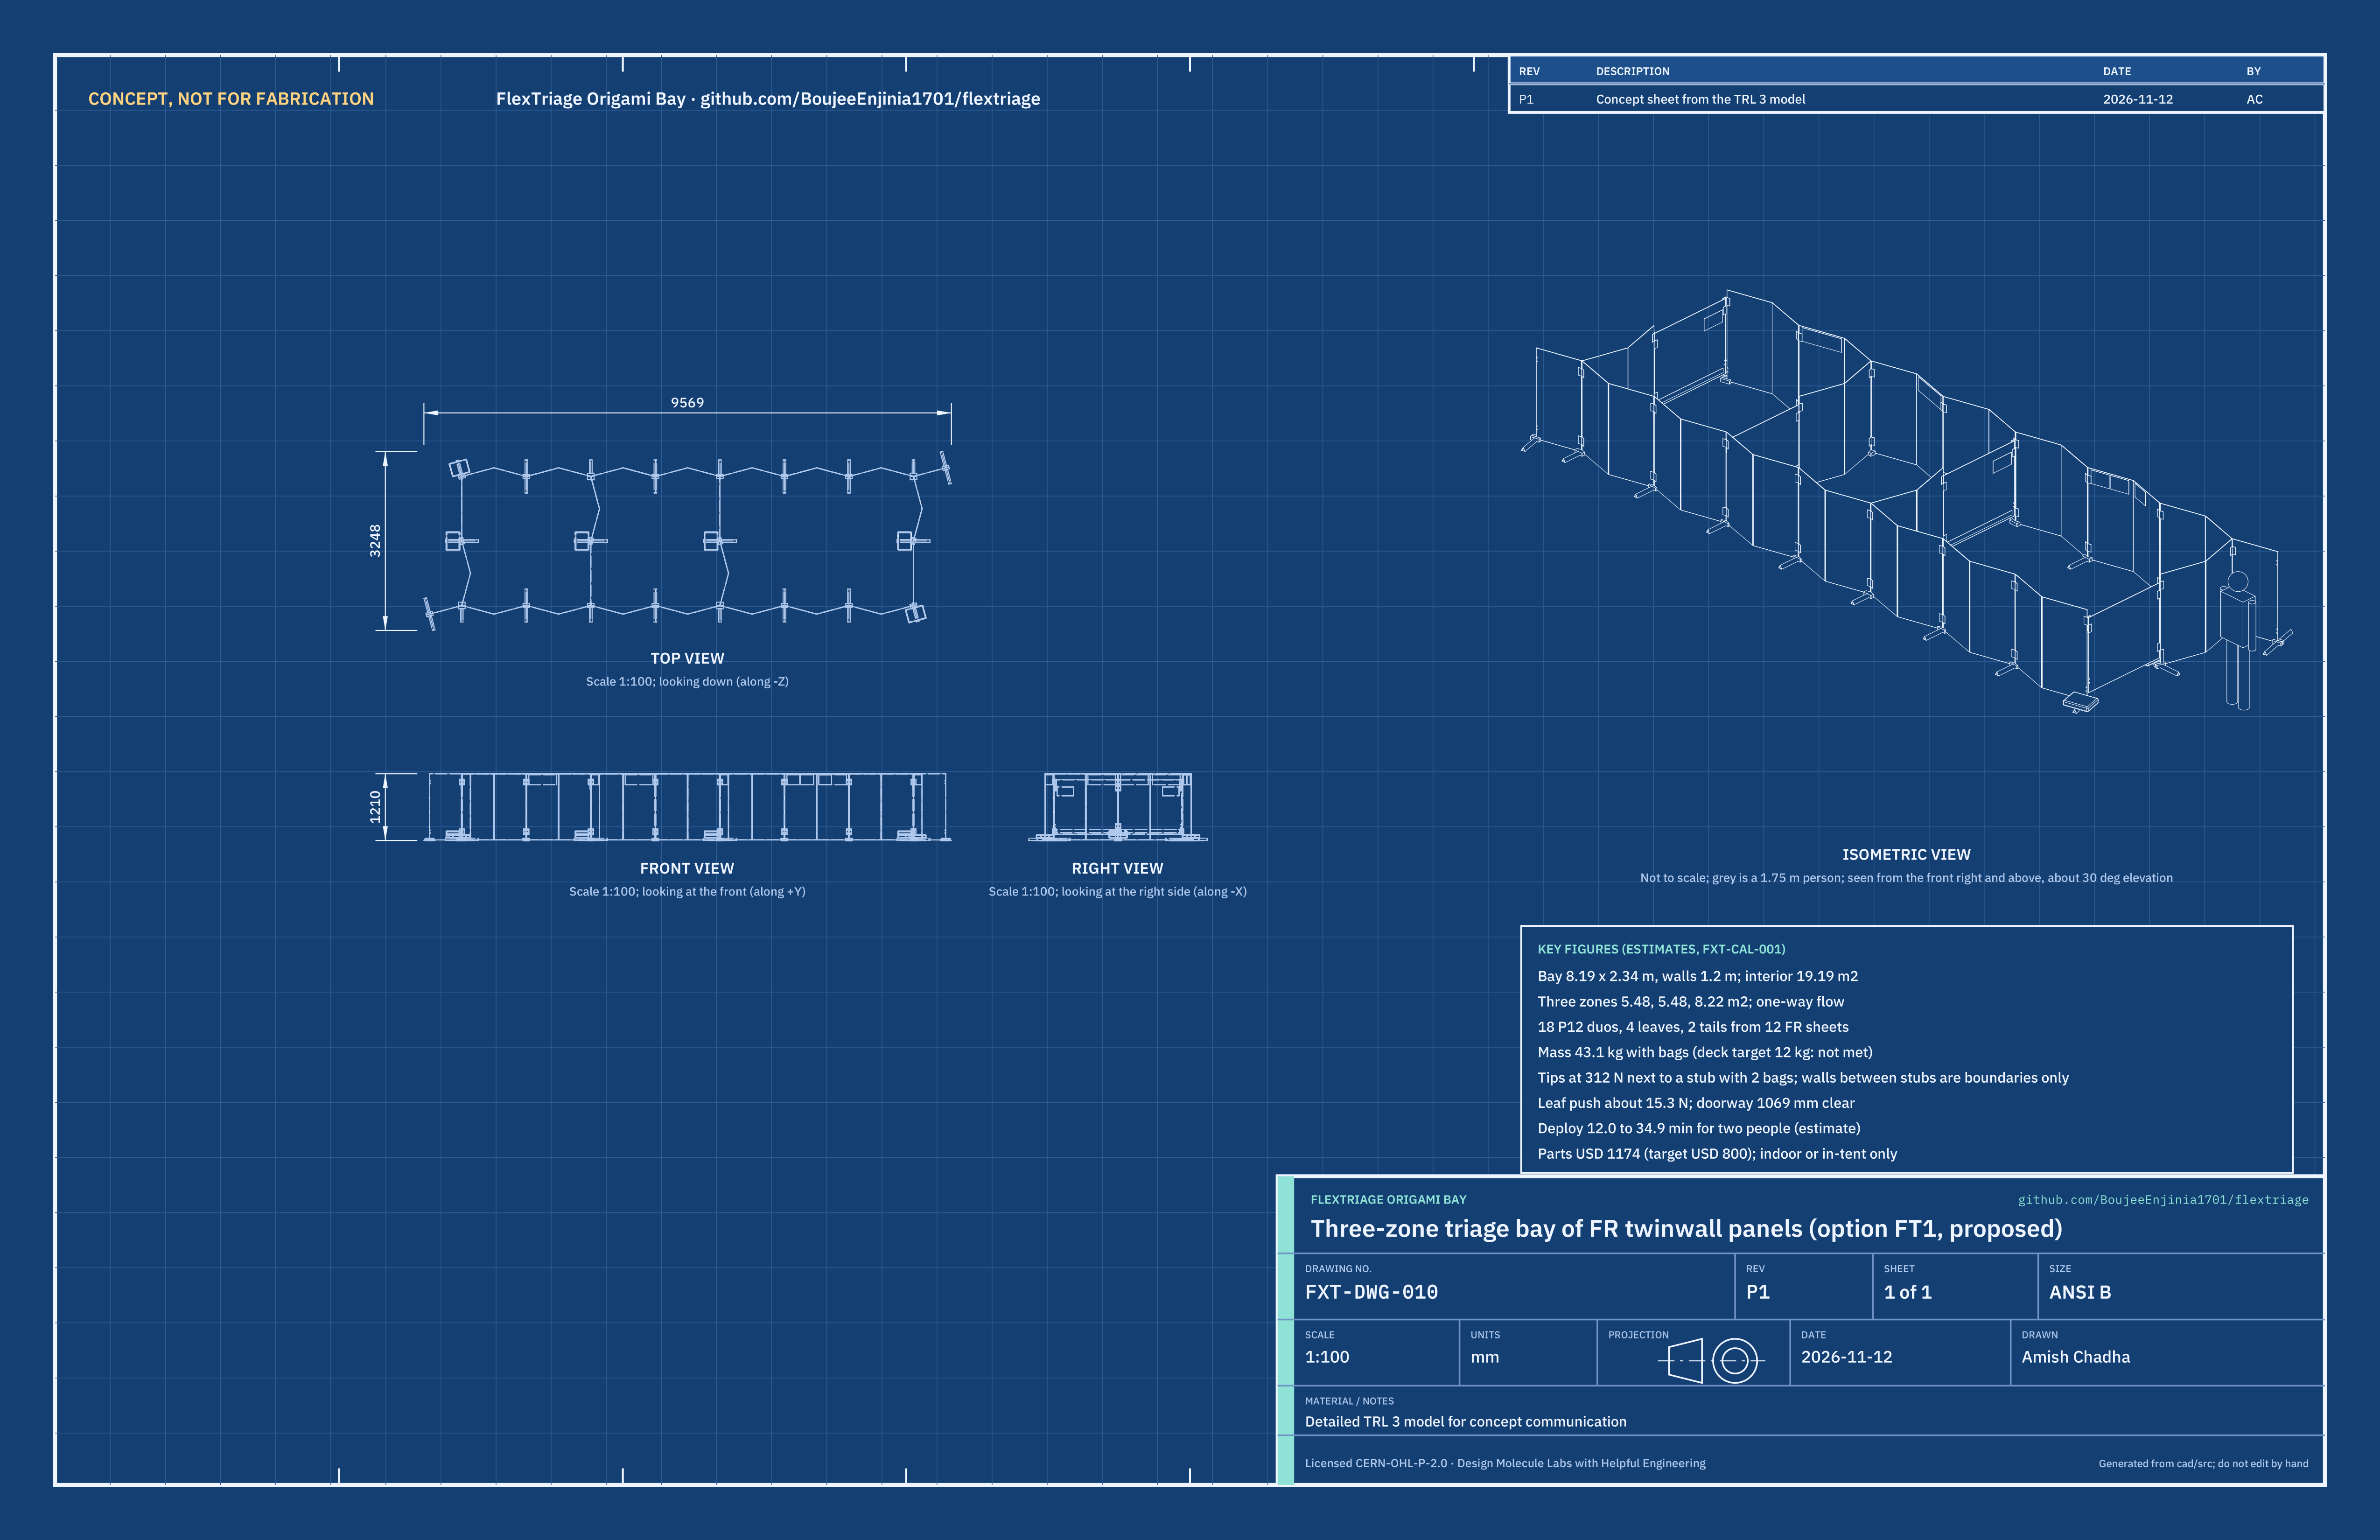 CONCEPT, NOT FOR FABRICATION
FlexTriage Origami Bay · github.com/BoujeeEnjinia1701/flextriage
REV DESCRIPTION DATE BY
P1 Concept sheet from the TRL 3 model 2026-11-12 AC
9569
3248
TOP VIEW
Scale 1:100; looking down (along -Z)
1210
FRONT VIEW
Scale 1:100; looking at the front (along +Y)
RIGHT VIEW
Scale 1:100; looking at the right side (along -X)
ISOMETRIC VIEW
Not to scale; grey is a 1.75 m person; seen from the front right and above, about 30 deg elevation
KEY FIGURES (ESTIMATES, FXT-CAL-001)
Bay 8.19 x 2.34 m, walls 1.2 m; interior 19.19 m2
Three zones 5.48, 5.48, 8.22 m2; one-way flow
18 P12 duos, 4 leaves, 2 tails from 12 FR sheets
Mass 43.1 kg with bags (deck target 12 kg: not met)
Tips at 312 N next to a stub with 2 bags; walls between stubs are boundaries only
Leaf push about 15.3 N; doorway 1069 mm clear
Deploy 12.0 to 34.9 min for two people (estimate)
Parts USD 1174 (target USD 800); indoor or in-tent only
FLEXTRIAGE ORIGAMI BAY github.com/BoujeeEnjinia1701/flextriage
Three-zone triage bay of FR twinwall panels (option FT1, proposed)
DRAWING NO. REV SHEET SIZE
FXT-DWG-010 P1 1 of 1 ANSI B
SCALE UNITS PROJECTION DATE DRAWN
1:100 mm 2026-11-12 Amish Chadha
MATERIAL / NOTES
Detailed TRL 3 model for concept communication
Licensed CERN-OHL-P-2.0 · Design Molecule Labs with Helpful Engineering Generated from cad/src; do not edit by hand